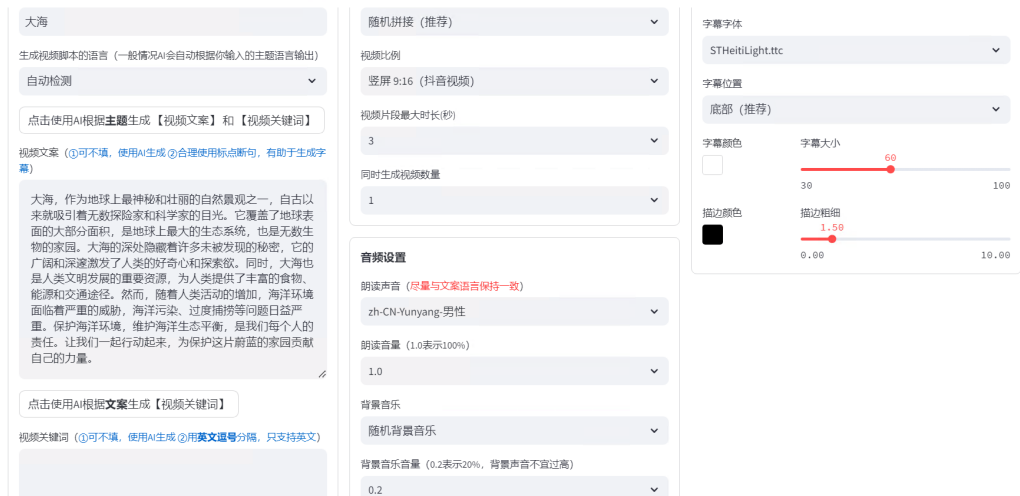 大海
生成视频脚本的语言（一般情况AI会自动根据你输入的主题语言输出）
自动检测
点击使用AI根据主题生成【视频文案】和【视频关键词】
视频文案（①可不填，使用AI生成 ②合理使用标点断句，有助于生成字
幕）
大海，作为地球上最神秘和壮丽的自然景观之一，自古以
来就吸引着无数探险家和科学家的目光。它覆盖了地球表
面的大部分面积，是地球上最大的生态系统，也是无数生
物的家园。大海的深处隐藏着许多未被发现的秘密，它的
广阔和深邃激发了人类的好奇心和探索欲。同时，大海也
是人类文明发展的重要资源，为人类提供了丰富的食物、
能源和交通途径。然而，随着人类活动的增加，海洋环境
面临着严重的威胁，海洋污染、过度捕捞等问题日益严
重。保护海洋环境，维护海洋生态平衡，是我们每个人的
责任。让我们一起行动起来，为保护这片蔚蓝的家园贡献
自己的力量。
点击使用AI根据文案生成【视频关键词】
视频关键词（①可不填，使用AI生成 ②用英文逗号分隔，只支持英文）
随机拼接（推荐）
视频比例
竖屏 9:16（抖音视频）
视频片段最大时长(秒)
3
同时生成视频数量
1
音频设置
朗读声音（尽量与文案语言保持一致）
zh-CN-Yunyang-男性
朗读音量（1.0表示100%）
1.0
背景音乐
随机背景音乐
背景音乐音量（0.2表示20%，背景声音不宜过高）
0.2
字幕字体
STHeitiLight.ttc
字幕位置
底部（推荐）
字幕颜色
字幕大小
60
30 100
描边颜色
描边粗细
1.50
0.00 10.00